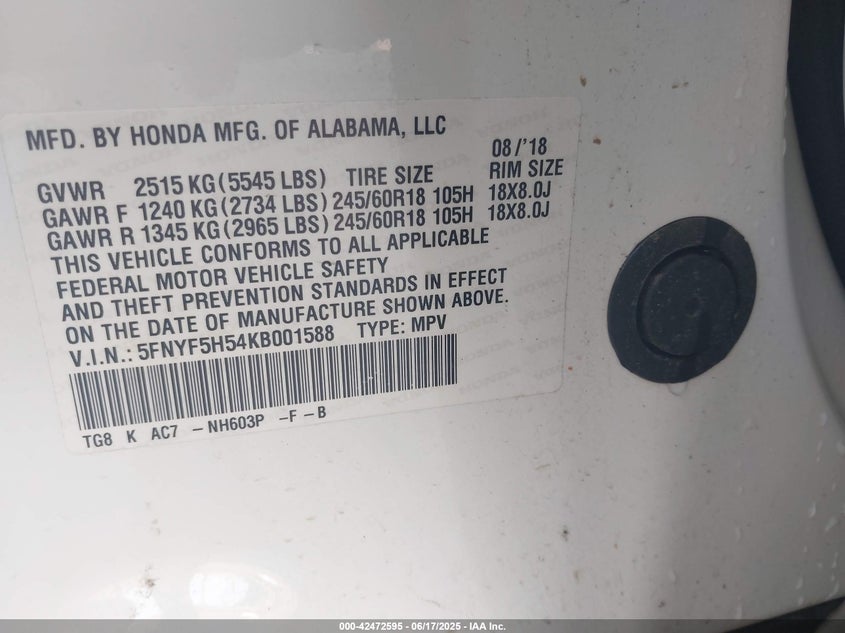 MFD. BY HONDA MFG. OF ALABAMA, LLC
08/'18
GVWR 2515 KG (5545 LBS) TIRE SIZE RIM SIZE
GAWR F 1240 KG (2734 LBS) 245/60R18 105H 18X8.0J
GAWR R 1345 KG (2965 LBS) 245/60R18 105H 18X8.0J
THIS VEHICLE CONFORMS TO ALL APPLICABLE
FEDERAL MOTOR VEHICLE SAFETY
AND THEFT PREVENTION STANDARDS IN EFFECT
ON THE DATE OF MANUFACTURE SHOWN ABOVE.
V.I.N.: 5FNYF5H54KB001588 TYPE: MPV
TG8 K AC7 -NH603P -F-B
000-42472595 - 06/17/2025 - IAA Inc.